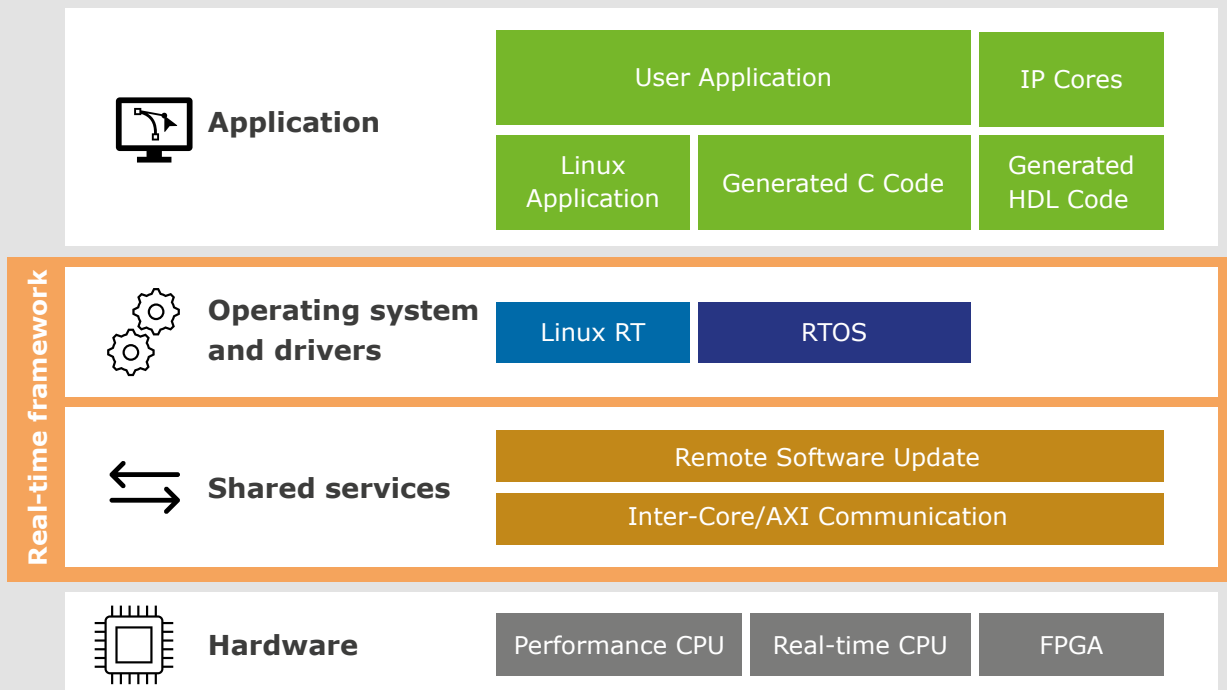 Application
User Application
IP Cores
Linux
Application
Generated C Code
Generated
HDL Code
Real-time framework
Operating system
and drivers
Linux RT
RTOS
Shared services
Remote Software Update
Inter-Core/AXI Communication
Hardware
Performance CPU
Real-time CPU
FPGA